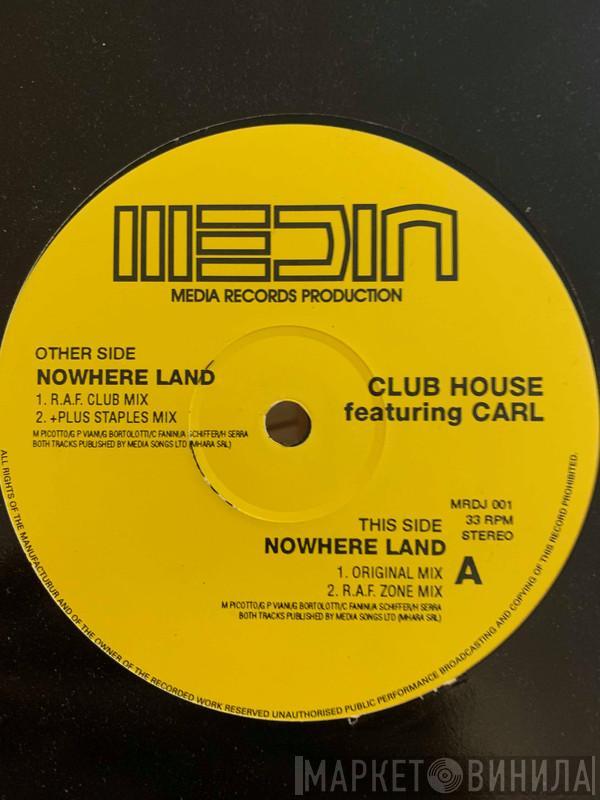 MEDIA
MEDIA RECORDS PRODUCTION
OTHER SIDE
NOWHERE LAND
1. R.A.F. CLUB MIX
2. +PLUS STAPLES MIX
M PICOTTO/G P VIANI/G BORTOLOTTI/C FANINI/A SCHIFFER/H SERRA
BOTH TRACKS PUBLISHED BY MEDIA SONGS LTD (MHARA SRL)
CLUB HOUSE
featuring CARL
MRDJ 001
33 RPM
STEREO
THIS SIDE
NOWHERE LAND
A
1. ORIGINAL MIX
2. R.A.F. ZONE MIX
M PICOTTO/G P VIANI/G BORTOLOTTI/C FANINI/A SCHIFFER/H SERRA
BOTH TRACKS PUBLISHED BY MEDIA SONGS LTD (MHARA SRL)
ALL RIGHTS OF THE MANUFACTURUR AND OF THE OWNER OF THE RECORDED WORK RESERVED UNAUTHORISED PUBLIC PERFORMANCE BROADCASTING AND COPYING OF THIS RECORD PROHIBITED.
МАРКЕТ ВИНИЛА